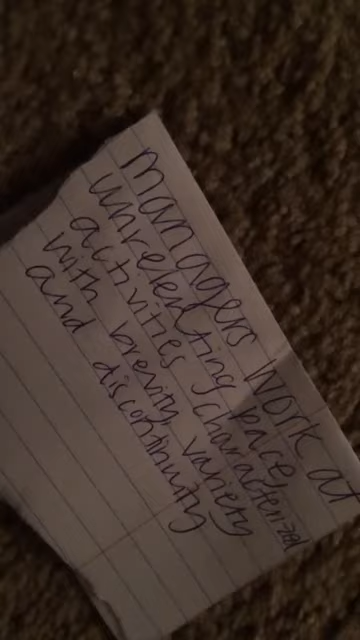 managers work at
unrelenting pace,
activities characterized
with brevity, variety
and discontinuity